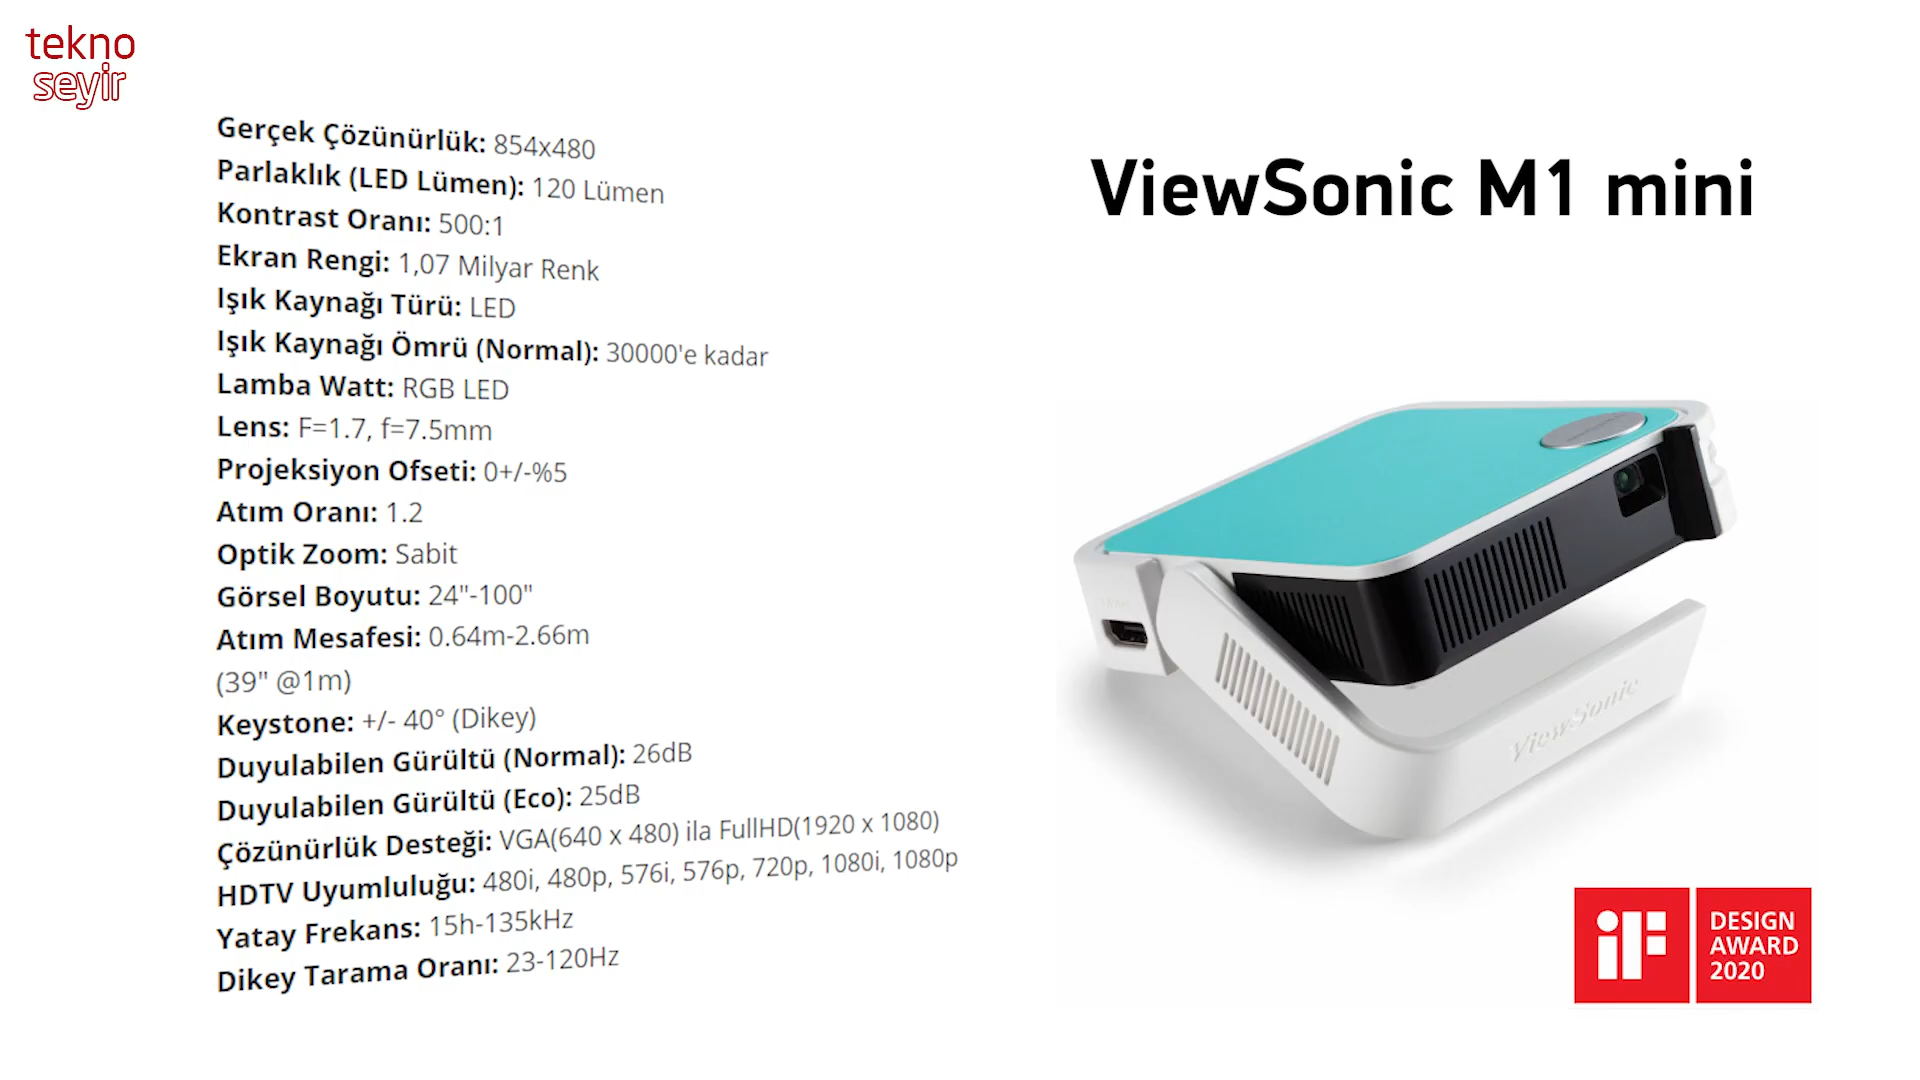 tekno
seyir
Gerçek Çözünürlük: 854x480
Parlaklık (LED Lümen): 120 Lümen
Kontrast Oranı: 500:1
Ekran Rengi: 1,07 Milyar Renk
Işık Kaynağı Türü: LED
Işık Kaynağı Ömrü (Normal): 30000'e kadar
Lamba Watt: RGB LED
Lens: F=1.7, f=7.5mm
Projeksiyon Ofseti: 0+/-%5
Atım Oranı: 1.2
Optik Zoom: Sabit
Görsel Boyutu: 24"-100"
Atım Mesafesi: 0.64m-2.66m
(39" @1m)
Keystone: +/- 40° (Dikey)
Duyulabilen Gürültü (Normal): 26dB
Duyulabilen Gürültü (Eco): 25dB
Çözünürlük Desteği: VGA(640 x 480) ila FullHD(1920 x 1080)
HDTV Uyumluluğu: 480i, 480p, 576i, 576p, 720p, 1080i, 1080p
Yatay Frekans: 15h-135kHz
Dikey Tarama Oranı: 23-120Hz
ViewSonic M1 mini
ViewSonic
iF
DESIGN
AWARD
2020